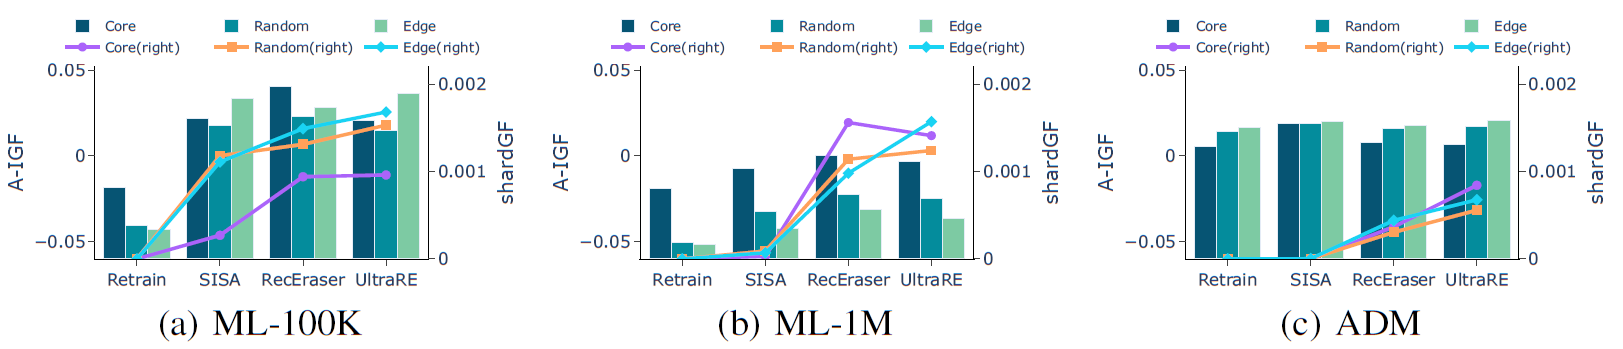 Core Random Edge
Core(right) Random(right) Edge(right)
0.05
0
−0.05
A-IGF
0.002
0.001
0
shardGF
Retrain SISA RecEraser UltraRE
(a) ML-100K
Core Random Edge
Core(right) Random(right) Edge(right)
0.05
0
−0.05
A-IGF
0.002
0.001
0
shardGF
Retrain SISA RecEraser UltraRE
(b) ML-1M
Core Random Edge
Core(right) Random(right) Edge(right)
0.05
0
−0.05
A-IGF
0.002
0.001
0
shardGF
Retrain SISA RecEraser UltraRE
(c) ADM